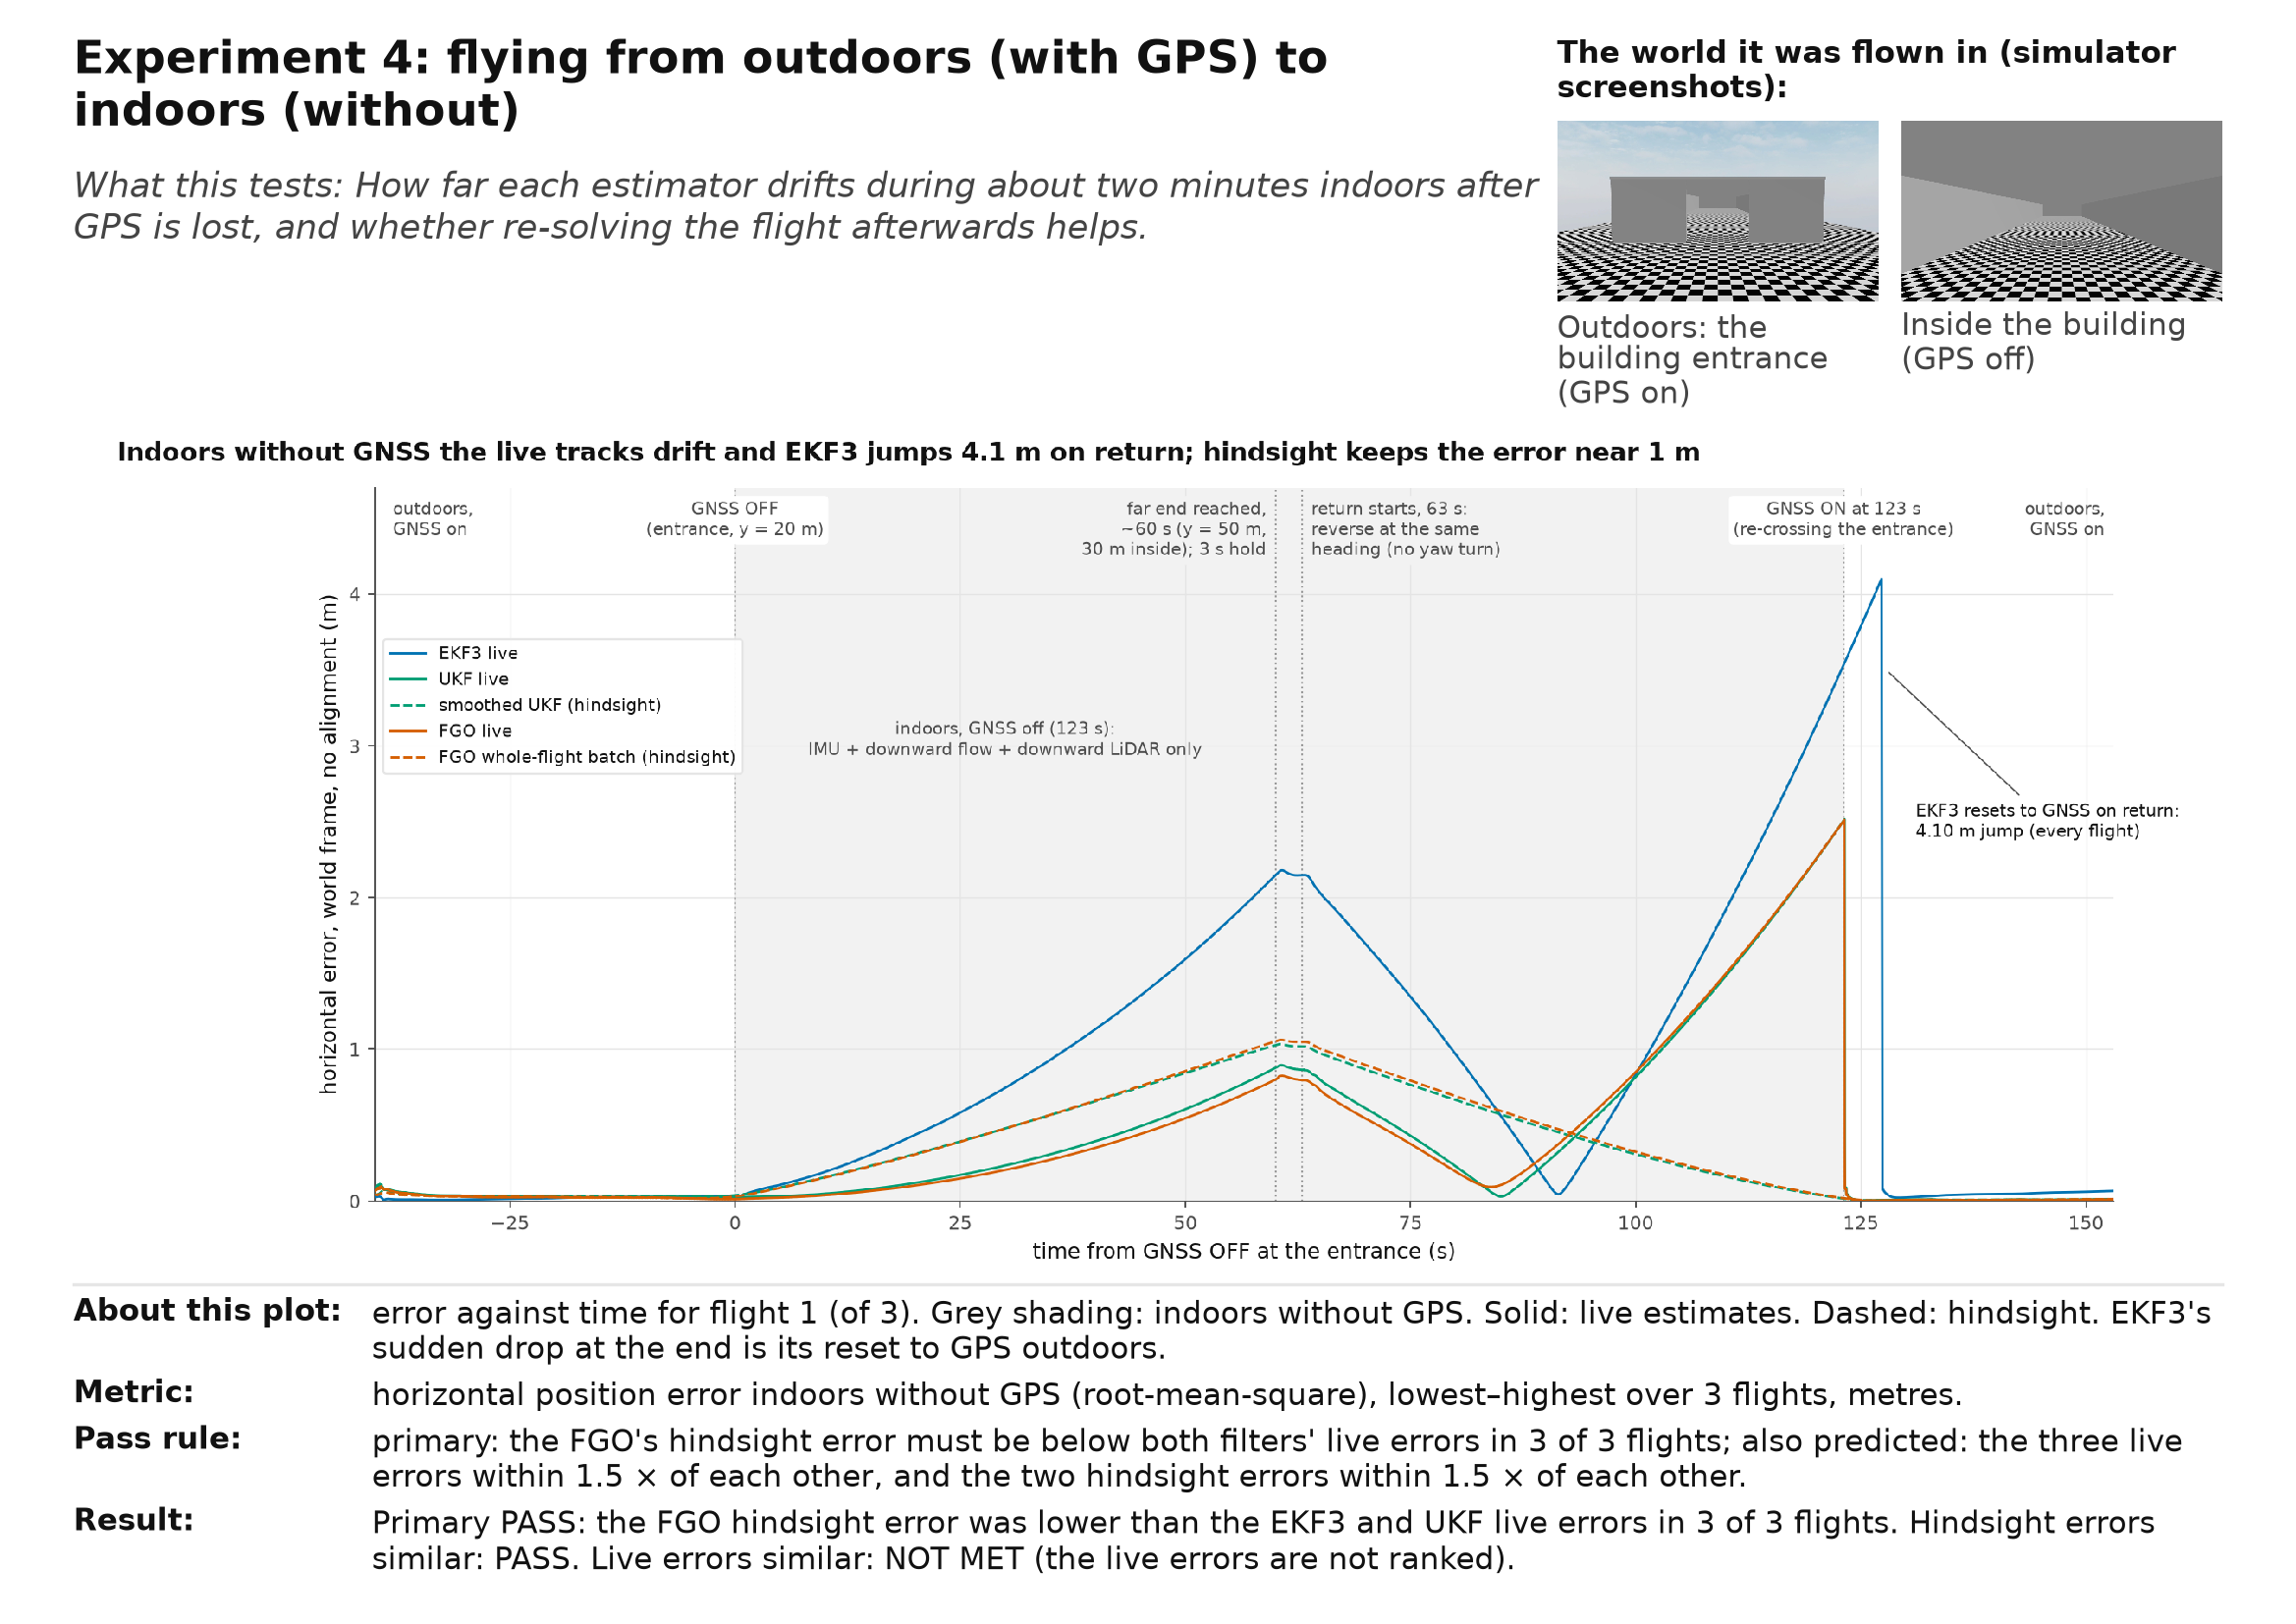 Experiment 4: flying from outdoors (with GPS) to
indoors (without)
What this tests: How far each estimator drifts during about two minutes indoors after
GPS is lost, and whether re-solving the flight afterwards helps.
The world it was flown in (simulator
screenshots):
Outdoors: the
building entrance
(GPS on)
Inside the building
(GPS off)
Indoors without GNSS the live tracks drift and EKF3 jumps 4.1 m on return; hindsight keeps the error near 1 m
outdoors,
GNSS on
GNSS OFF
(entrance, y = 20 m)
far end reached,
~60 s (y = 50 m,
30 m inside); 3 s hold
return starts, 63 s:
reverse at the same
heading (no yaw turn)
GNSS ON at 123 s
(re-crossing the entrance)
outdoors,
GNSS on
horizontal error, world frame, no alignment (m)
4
3
2
1
0
EKF3 live
UKF live
smoothed UKF (hindsight)
FGO live
FGO whole-flight batch (hindsight)
indoors, GNSS off (123 s):
IMU + downward flow + downward LiDAR only
EKF3 resets to GNSS on return:
4.10 m jump (every flight)
−25
0
25
50
75
100
125
150
time from GNSS OFF at the entrance (s)
About this plot: error against time for flight 1 (of 3). Grey shading: indoors without GPS. Solid: live estimates. Dashed: hindsight. EKF3's
sudden drop at the end is its reset to GPS outdoors.
Metric: horizontal position error indoors without GPS (root-mean-square), lowest–highest over 3 flights, metres.
Pass rule: primary: the FGO's hindsight error must be below both filters' live errors in 3 of 3 flights; also predicted: the three live
errors within 1.5 × of each other, and the two hindsight errors within 1.5 × of each other.
Result: Primary PASS: the FGO hindsight error was lower than the EKF3 and UKF live errors in 3 of 3 flights. Hindsight errors
similar: PASS. Live errors similar: NOT MET (the live errors are not ranked).